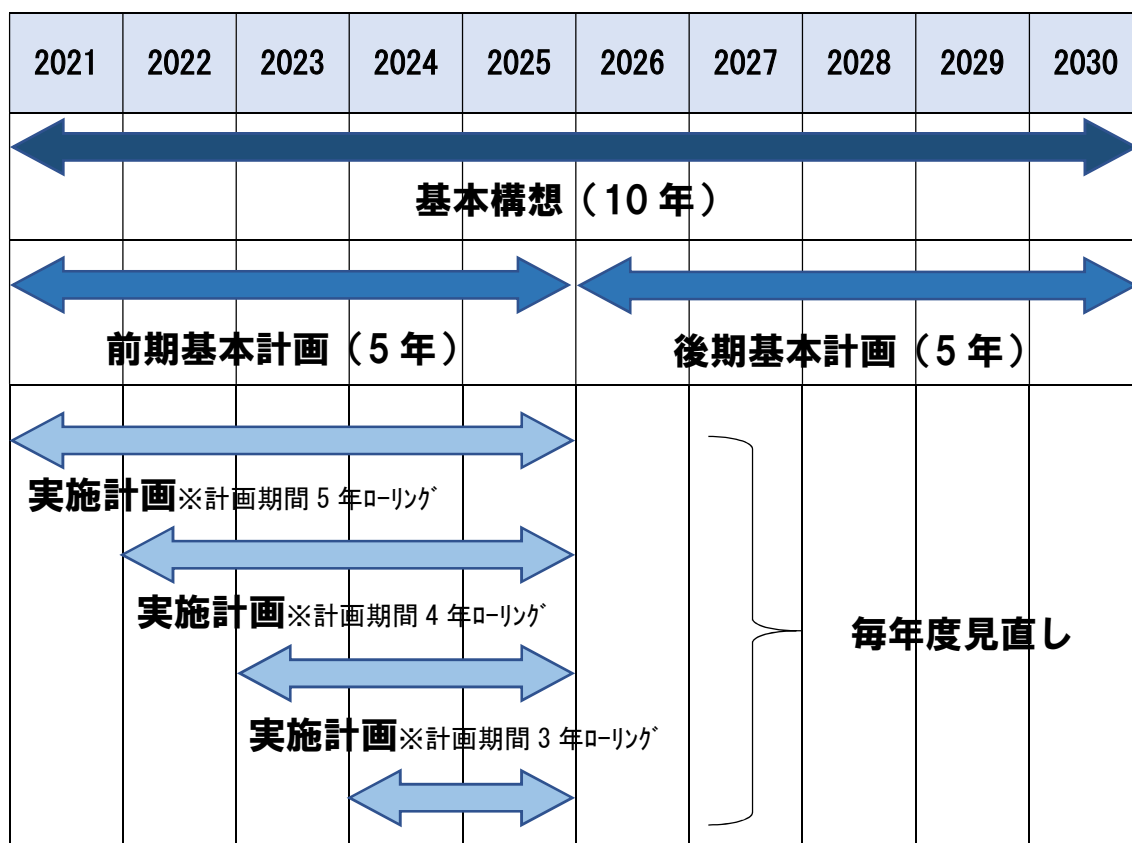 2021 2022 2023 2024 2025 2026 2027 2028 2029 2030
基本構想（10 年）
前期基本計画（5 年） 後期基本計画（5 年）
実施計画※計画期間 5 年ﾛｰﾘﾝｸﾞ
実施計画※計画期間 4 年ﾛｰﾘﾝｸﾞ
毎年度見直し
実施計画※計画期間 3 年ﾛｰﾘﾝｸﾞ